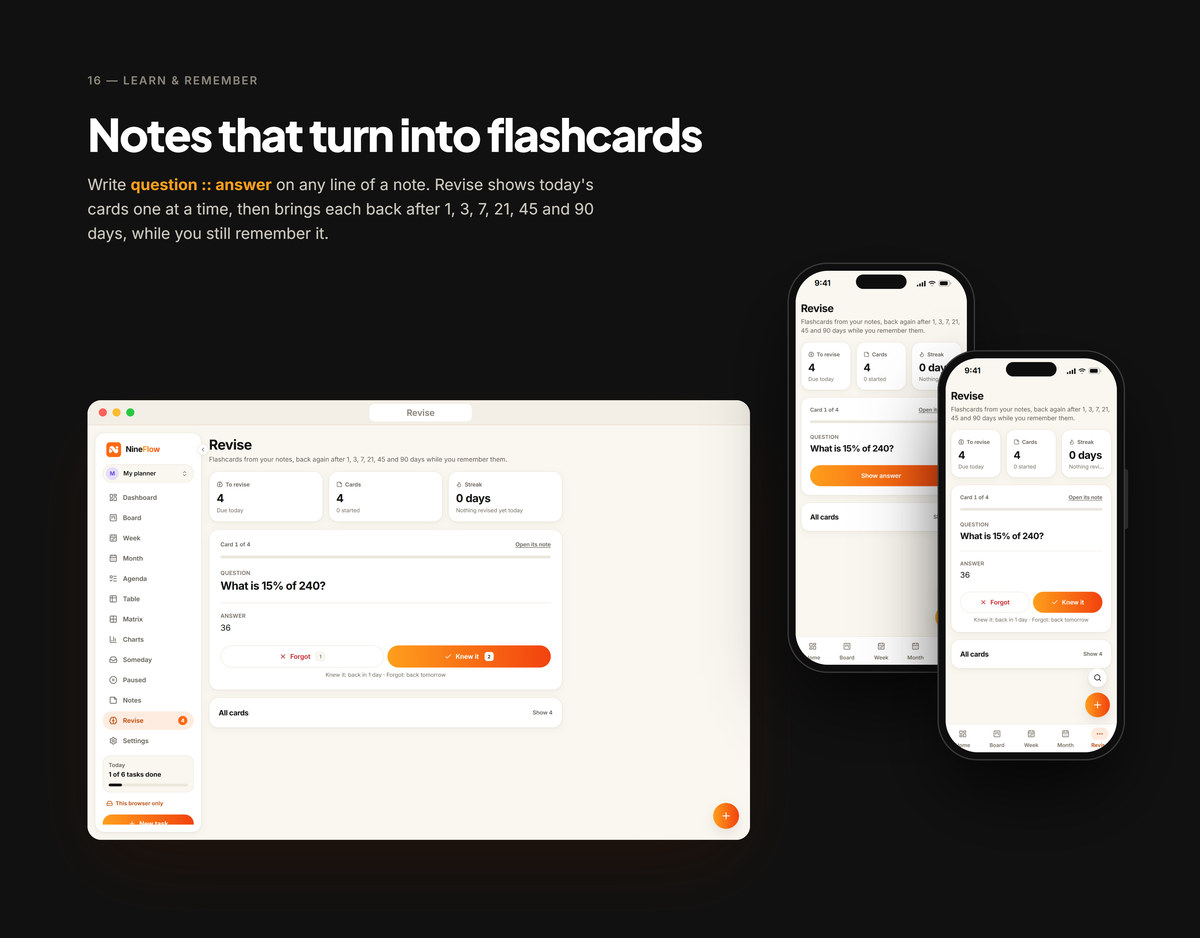 16 — LEARN & REMEMBER
Notes that turn into flashcards
Write question :: answer on any line of a note. Revise shows today's
cards one at a time, then brings each back after 1, 3, 7, 21, 45 and 90
days, while you still remember it.
Revise
NineFlow
M My planner
Dashboard
Board
Week
Month
Agenda
Table
Matrix
Charts
Someday
Paused
Notes
Revise 4
Settings
Today
1 of 6 tasks done
This browser only
+ New task
Revise
Flashcards from your notes, back again after 1, 3, 7, 21, 45 and 90 days while you remember them.
To revise
4
Due today
Cards
4
0 started
Streak
0 days
Nothing revised yet today
Card 1 of 4 Open its note
QUESTION
What is 15% of 240?
ANSWER
36
Forgot 1
Knew it 2
Knew it: back in 1 day · Forgot: back tomorrow
All cards Show 4
9:41
Revise
Flashcards from your notes, back again after 1, 3, 7, 21,
45 and 90 days while you remember them.
To revise
4
Due today
Cards
4
0 started
Streak
0
Nothing
Card 1 of 4 Open
QUESTION
What is 15% of 240?
Show answer
All cards
Board
Week
Month
9:41
Revise
Flashcards from your notes, back again after 1, 3, 7, 21,
45 and 90 days while you remember them.
To revise
4
Due today
Cards
4
0 started
Streak
0 days
Nothing revi...
Card 1 of 4 Open its note
QUESTION
What is 15% of 240?
ANSWER
36
Forgot
Knew it
Knew it: back in 1 day · Forgot: back tomorrow
All cards Show 4
Board
Week
Month
Revise